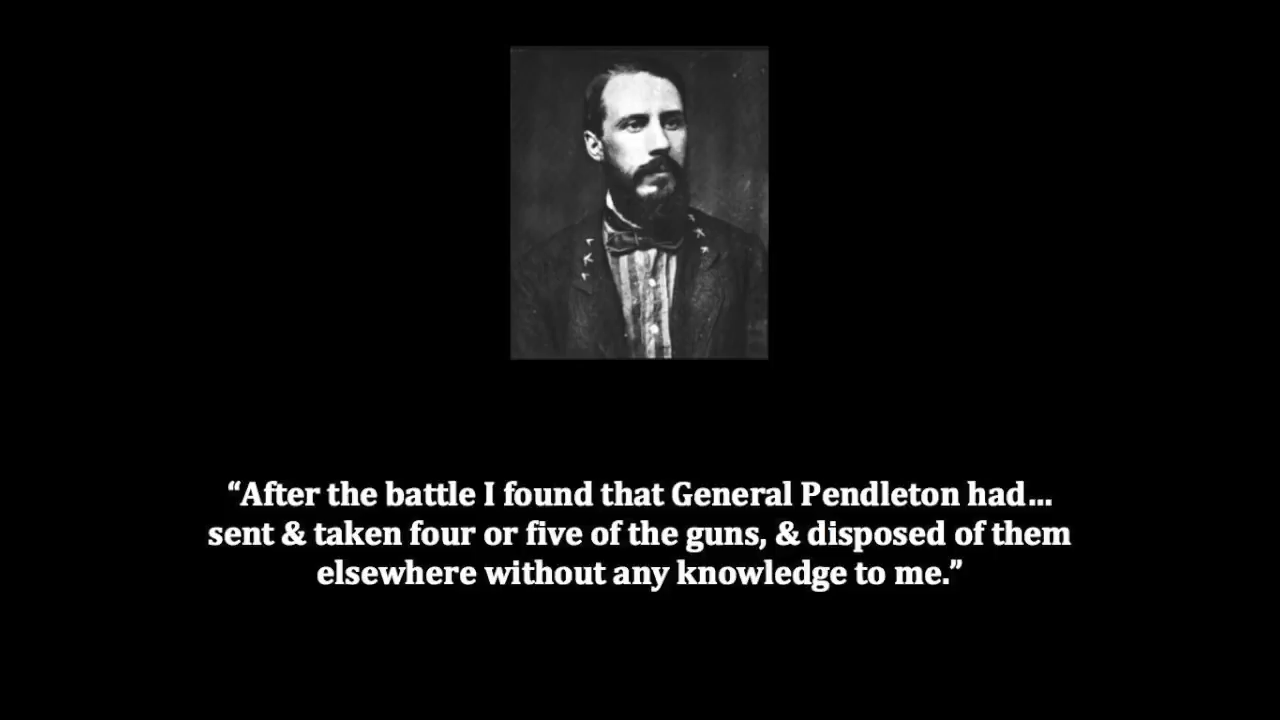 “After the battle I found that General Pendleton had...
sent & taken four or five of the guns, & disposed of them
elsewhere without any knowledge to me.”